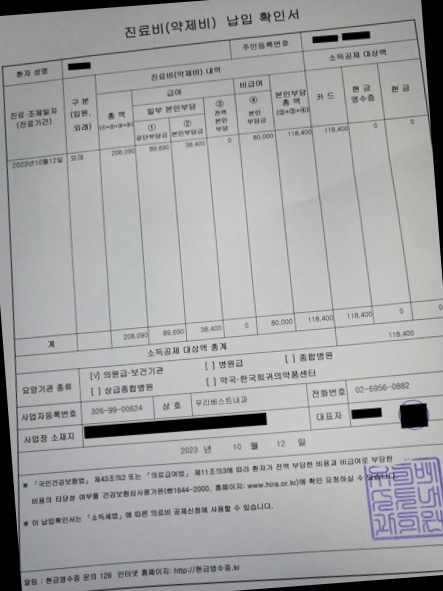 진료비(약제비) 납입 확인서
환자 성명
주민등록번호
진료·조제일자
(진료기간)
구 분
(입원,
외래)
진료비(약제비) 내역
소득공제 대상액
급여
비급여
총 액
(①+②+③+④)
일부 본인부담
①
공단부담금
②
본인부담금
③
전액
본인
부담
④
본인
부담금
본인부담
총 액
(②+③+④)
카 드
현 금
영수증
현 금
2023년10월12일 외래 208,090 89,690 38,400 0 80,000 118,400 118,400 0 0
계 208,090 89,690 38,400 0 80,000 118,400 118,400 0 0
소득공제 대상액 총계 118,400
요양기관 종류
[√] 의원급·보건기관 [ ] 병원급 [ ] 종합병원
[ ] 상급종합병원 [ ] 약국·한국희귀의약품센터
사업자등록번호 326-99-00624 상 호 우리베스트내과 전화번호 02-6956-0882
사업장 소재지 대표자
2023 년 10 월 12 일
※ 「국민건강보험법」 제43조의2 또는 「의료급여법」 제11조의3에 따라 환자가 전액 부담한 비용과 비급여로 부담한
비용의 타당성 여부를 건강보험심사평가원(☎1644-2000, 홈페이지: www.hira.or.kr)에 확인 요청하실 수 있습니다.
※ 이 납입확인서는 「소득세법」에 따른 의료비 공제신청에 사용할 수 있습니다.
알림 : 현금영수증 문의 126 인터넷 홈페이지: http://현금영수증.kr